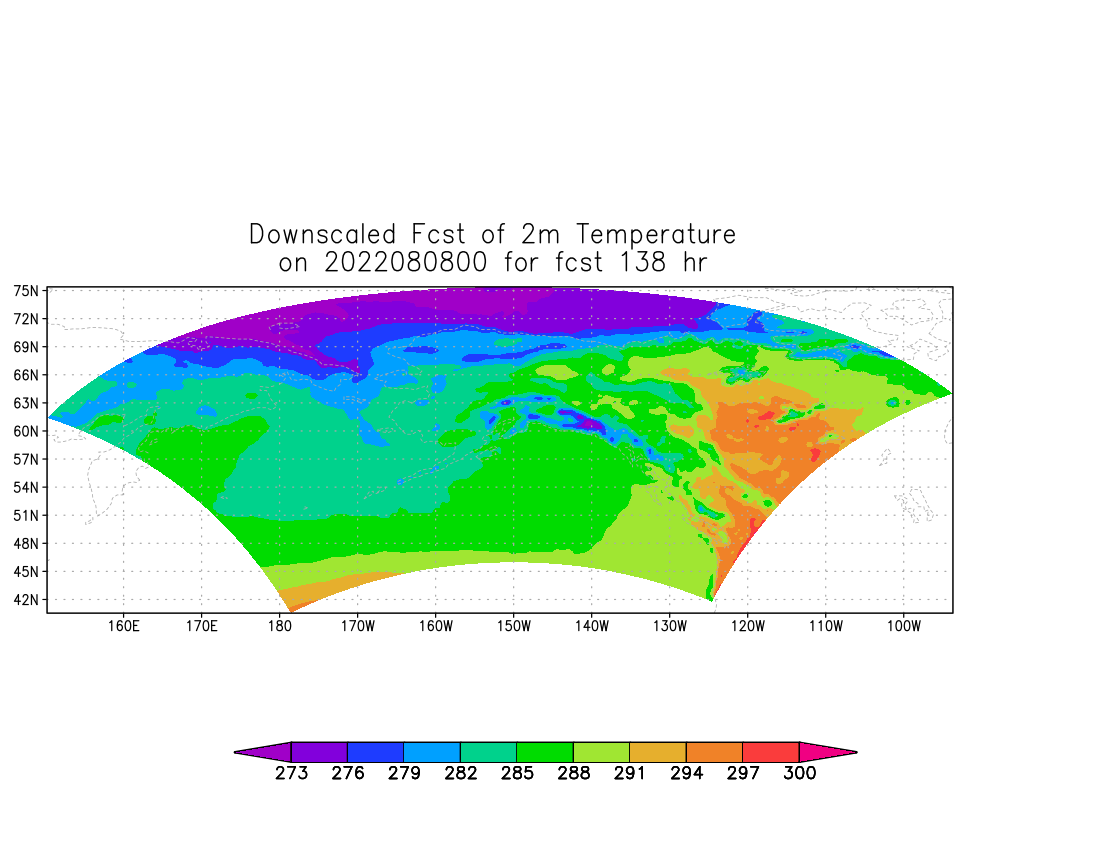 Downscaled Fcst of 2m Temperature
on 2022080800 for fcst 138 hr
75N
72N
69N
66N
63N
60N
57N
54N
51N
48N
45N
42N
160E 170E 180 170W 160W 150W 140W 130W 120W 110W 100W
273 276 279 282 285 288 291 294 297 300